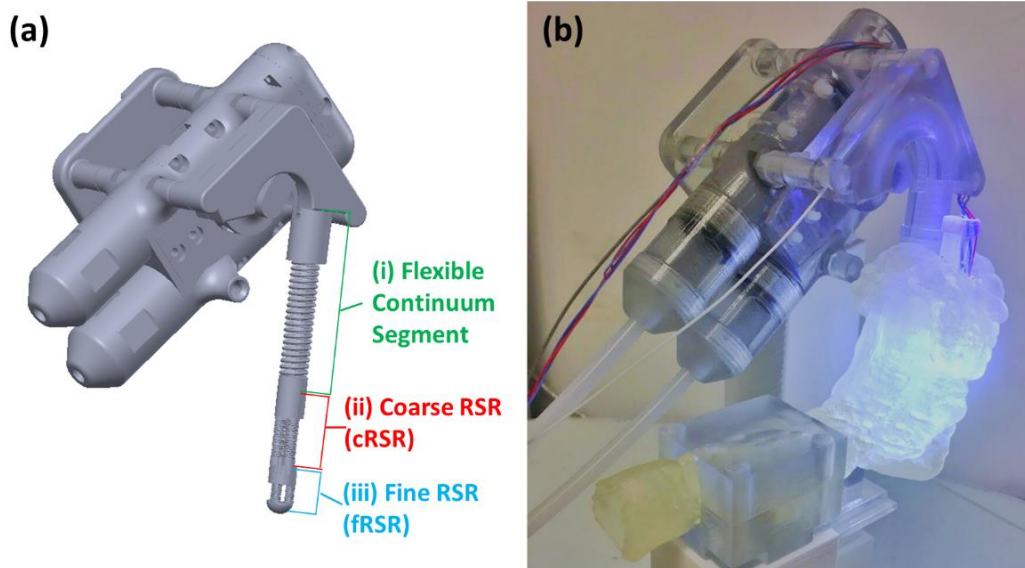 (a)
(b)
(i) Flexible
Continuum
Segment
(ii) Coarse RSR
(cRSR)
(iii) Fine RSR
(fRSR)